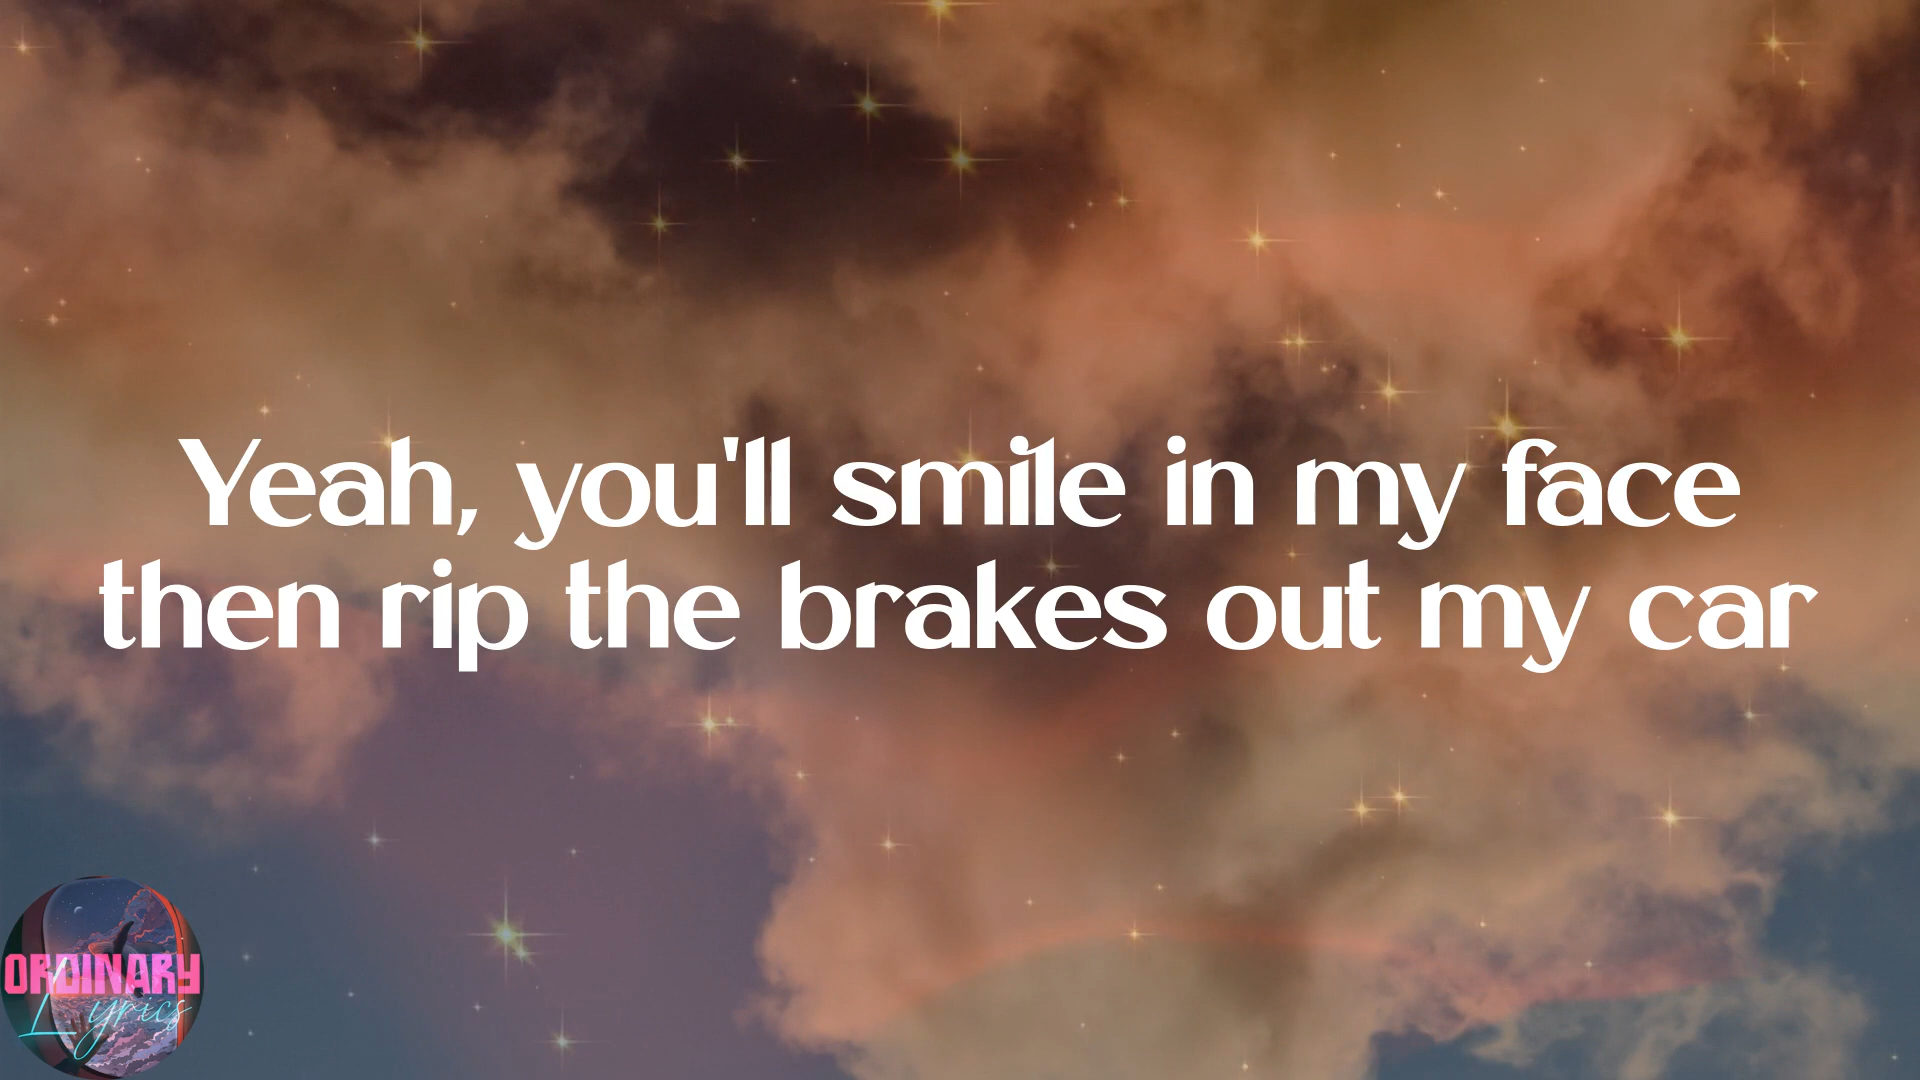 Yeah, you'll smile in my face
then rip the brakes out my car
ORDINARY
Lyrics